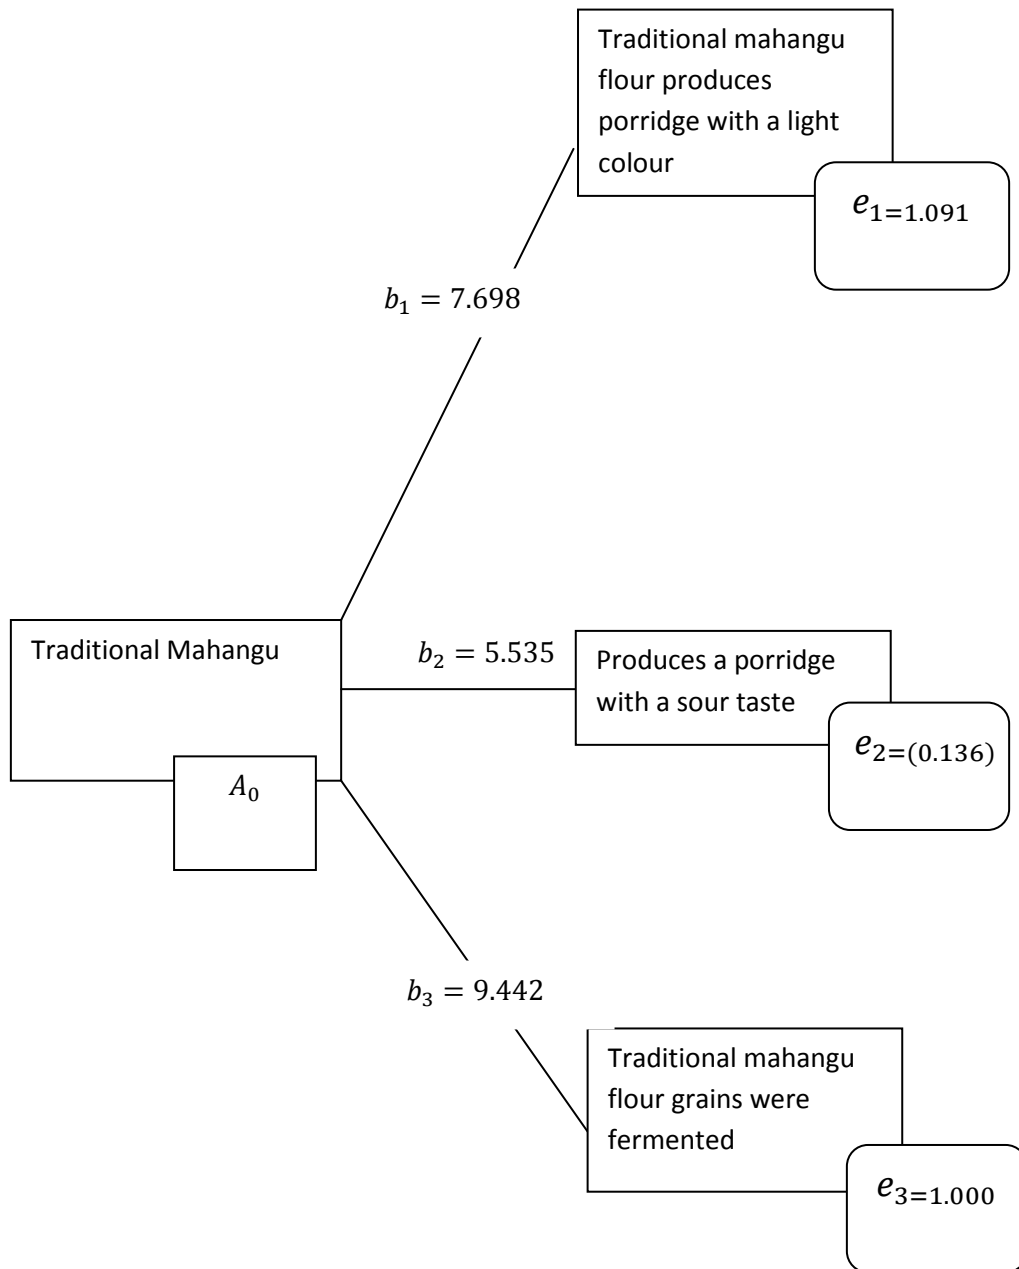 Traditional mahangu
flour produces
porridge with a light
colour
e₁₌₁.₀₉₁
b₁ = 7.698
Traditional Mahangu
A₀
b₂ = 5.535
Produces a porridge
with a sour taste
e₂₌₍₀.₁₃₆₎
b₃ = 9.442
Traditional mahangu
flour grains were
fermented
e₃₌₁.₀₀₀